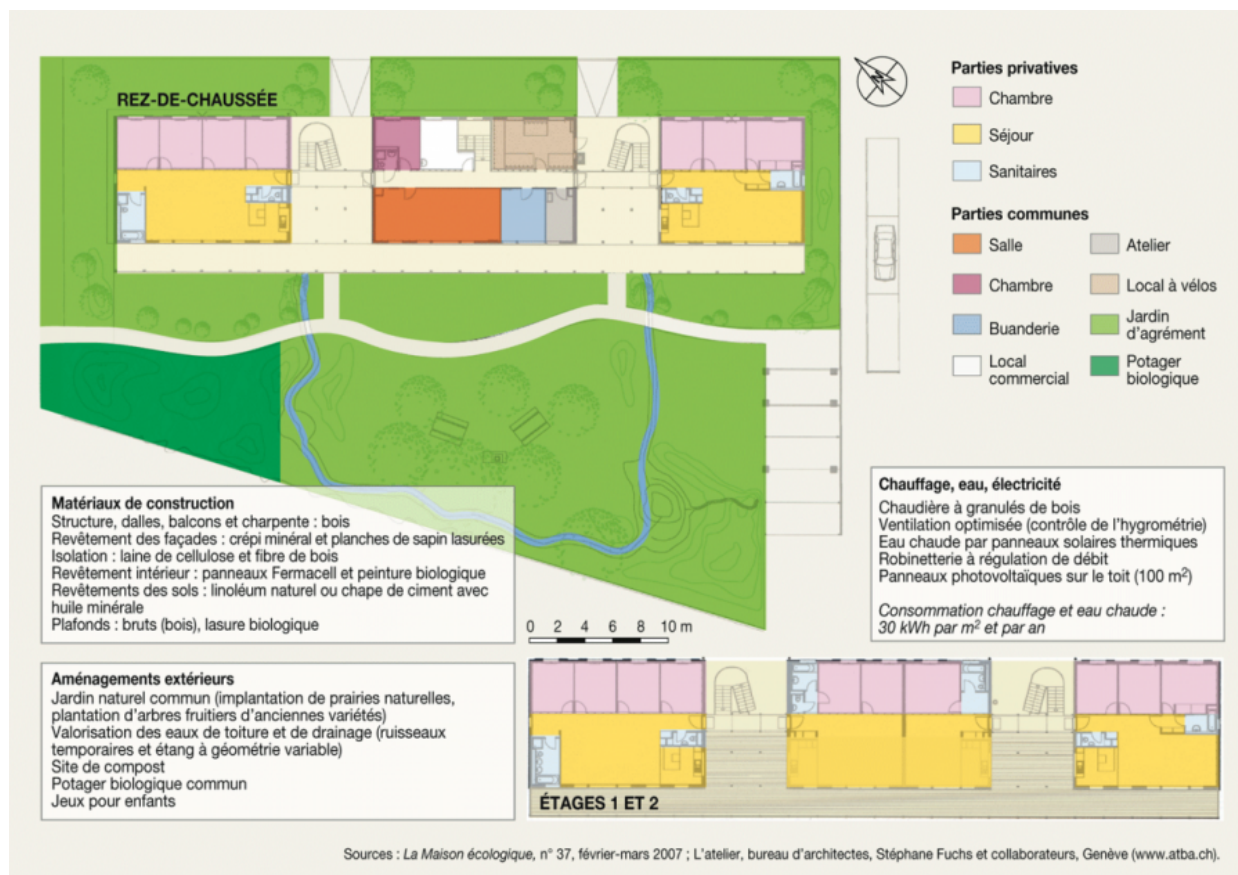 REZ-DE-CHAUSSÉE
Parties privatives
Chambre
Séjour
Sanitaires
Parties communes
Salle
Chambre
Buanderie
Local
commercial
Atelier
Local à vélos
Jardin
d'agrément
Potager
biologique
Matériaux de construction
Structure, dalles, balcons et charpente : bois
Revêtement des façades : crépi minéral et planches de sapin lasurées
Isolation : laine de cellulose et fibre de bois
Revêtement intérieur : panneaux Fermacell et peinture biologique
Revêtements des sols : linoléum naturel ou chape de ciment avec
huile minérale
Plafonds : bruts (bois), lasure biologique
Chauffage, eau, électricité
Chaudière à granulés de bois
Ventilation optimisée (contrôle de l'hygrométrie)
Eau chaude par panneaux solaires thermiques
Robinetterie à régulation de débit
Panneaux photovoltaïques sur le toit (100 m²)
Consommation chauffage et eau chaude :
30 kWh par m² et par an
0 2 4 6 8 10 m
Aménagements extérieurs
Jardin naturel commun (implantation de prairies naturelles,
plantation d'arbres fruitiers d'anciennes variétés)
Valorisation des eaux de toiture et de drainage (ruisseaux
temporaires et étang à géométrie variable)
Site de compost
Potager biologique commun
Jeux pour enfants
ÉTAGES 1 ET 2
Sources : La Maison écologique, n° 37, février-mars 2007 ; L'atelier, bureau d'architectes, Stéphane Fuchs et collaborateurs, Genève (www.atba.ch).